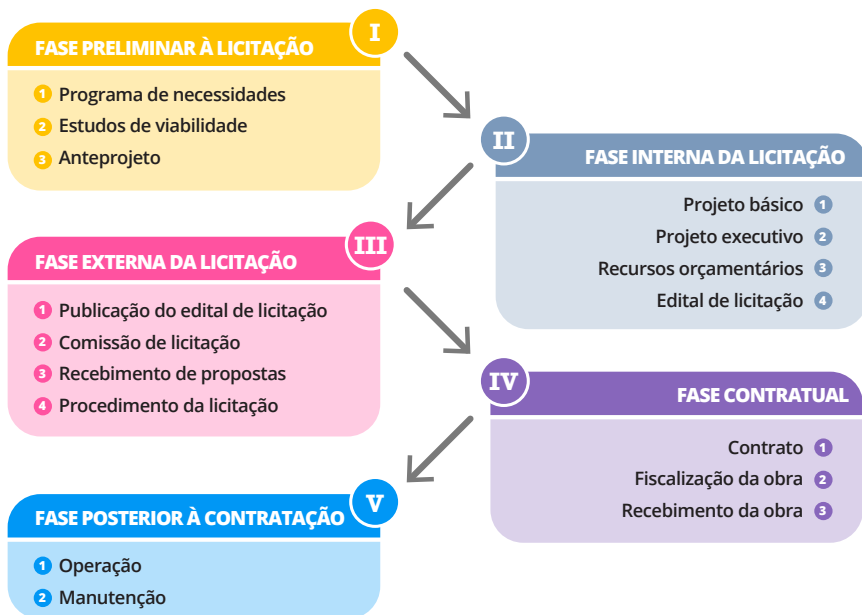 I
FASE PRELIMINAR À LICITAÇÃO
1 Programa de necessidades
2 Estudos de viabilidade
3 Anteprojeto
II
FASE INTERNA DA LICITAÇÃO
Projeto básico 1
Projeto executivo 2
Recursos orçamentários 3
Edital de licitação 4
III
FASE EXTERNA DA LICITAÇÃO
1 Publicação do edital de licitação
2 Comissão de licitação
3 Recebimento de propostas
4 Procedimento da licitação
IV
FASE CONTRATUAL
Contrato 1
Fiscalização da obra 2
Recebimento da obra 3
V
FASE POSTERIOR À CONTRATAÇÃO
1 Operação
2 Manutenção